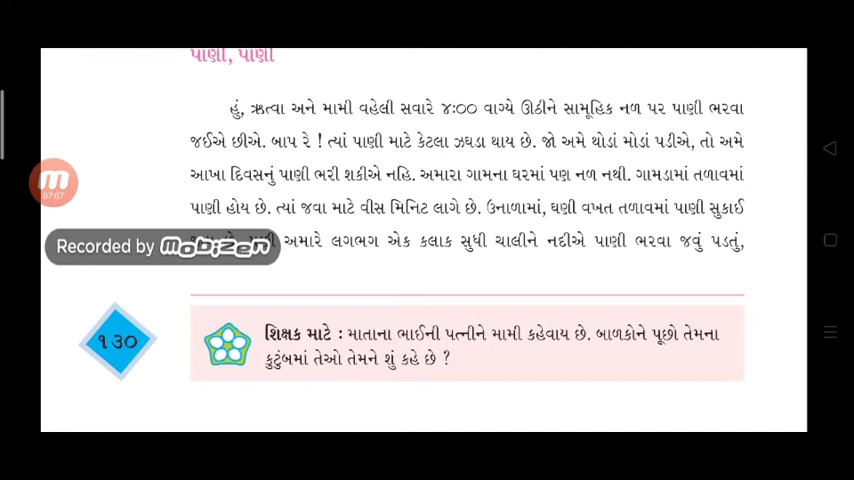 પાણી, પાણી
હું, ઋત્વા અને મામી વહેલી સવારે ૪:૦૦ વાગ્યે ઊઠીને સામૂહિક નળ પર પાણી ભરવા
જઈએ છીએ. બાપ રે ! ત્યાં પાણી માટે કેટલા ઝઘડા થાય છે. જો અમે થોડાં મોડાં પડીએ, તો અમે
આખા દિવસનું પાણી ભરી શકીએ નહિ. અમારા ગામના ઘરમાં પણ નળ નથી. ગામડામાં તળાવમાં
પાણી હોય છે. ત્યાં જવા માટે વીસ મિનિટ લાગે છે. ઉનાળામાં, ઘણી વખત તળાવમાં પાણી સુકાઈ
અમારે લગભગ એક કલાક સુધી ચાલીને નદીએ પાણી ભરવા જવું પડતું,
m
07:07
Recorded by mobizen
૧૩૦
શિક્ષક માટે : માતાના ભાઈની પત્નીને મામી કહેવાય છે. બાળકોને પૂછો તેમના
કુટુંબમાં તેઓ તેમને શું કહે છે ?